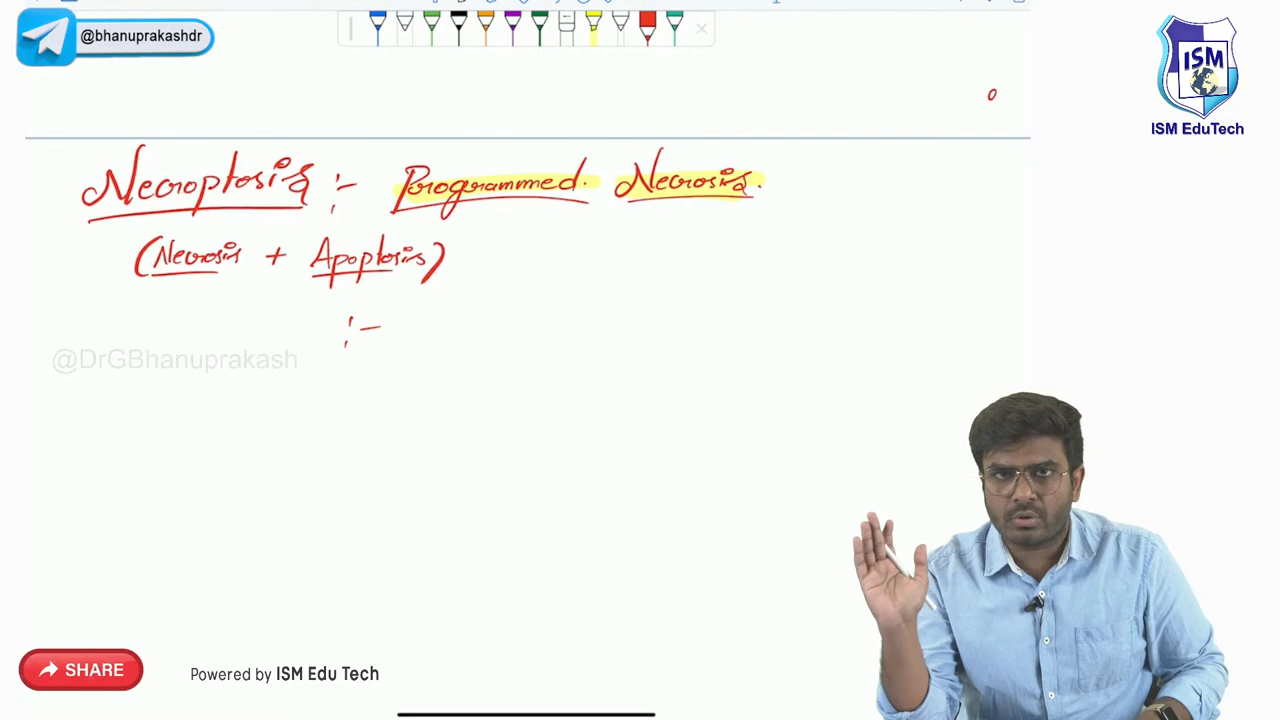 @bhanuprakashdr
ISM
ISM EduTech
Necroptosis :- Programmed. Necrosis.
(Necrosis + Apoptosis)
:-
@DrGBhanuprakash
SHARE
Powered by ISM Edu Tech